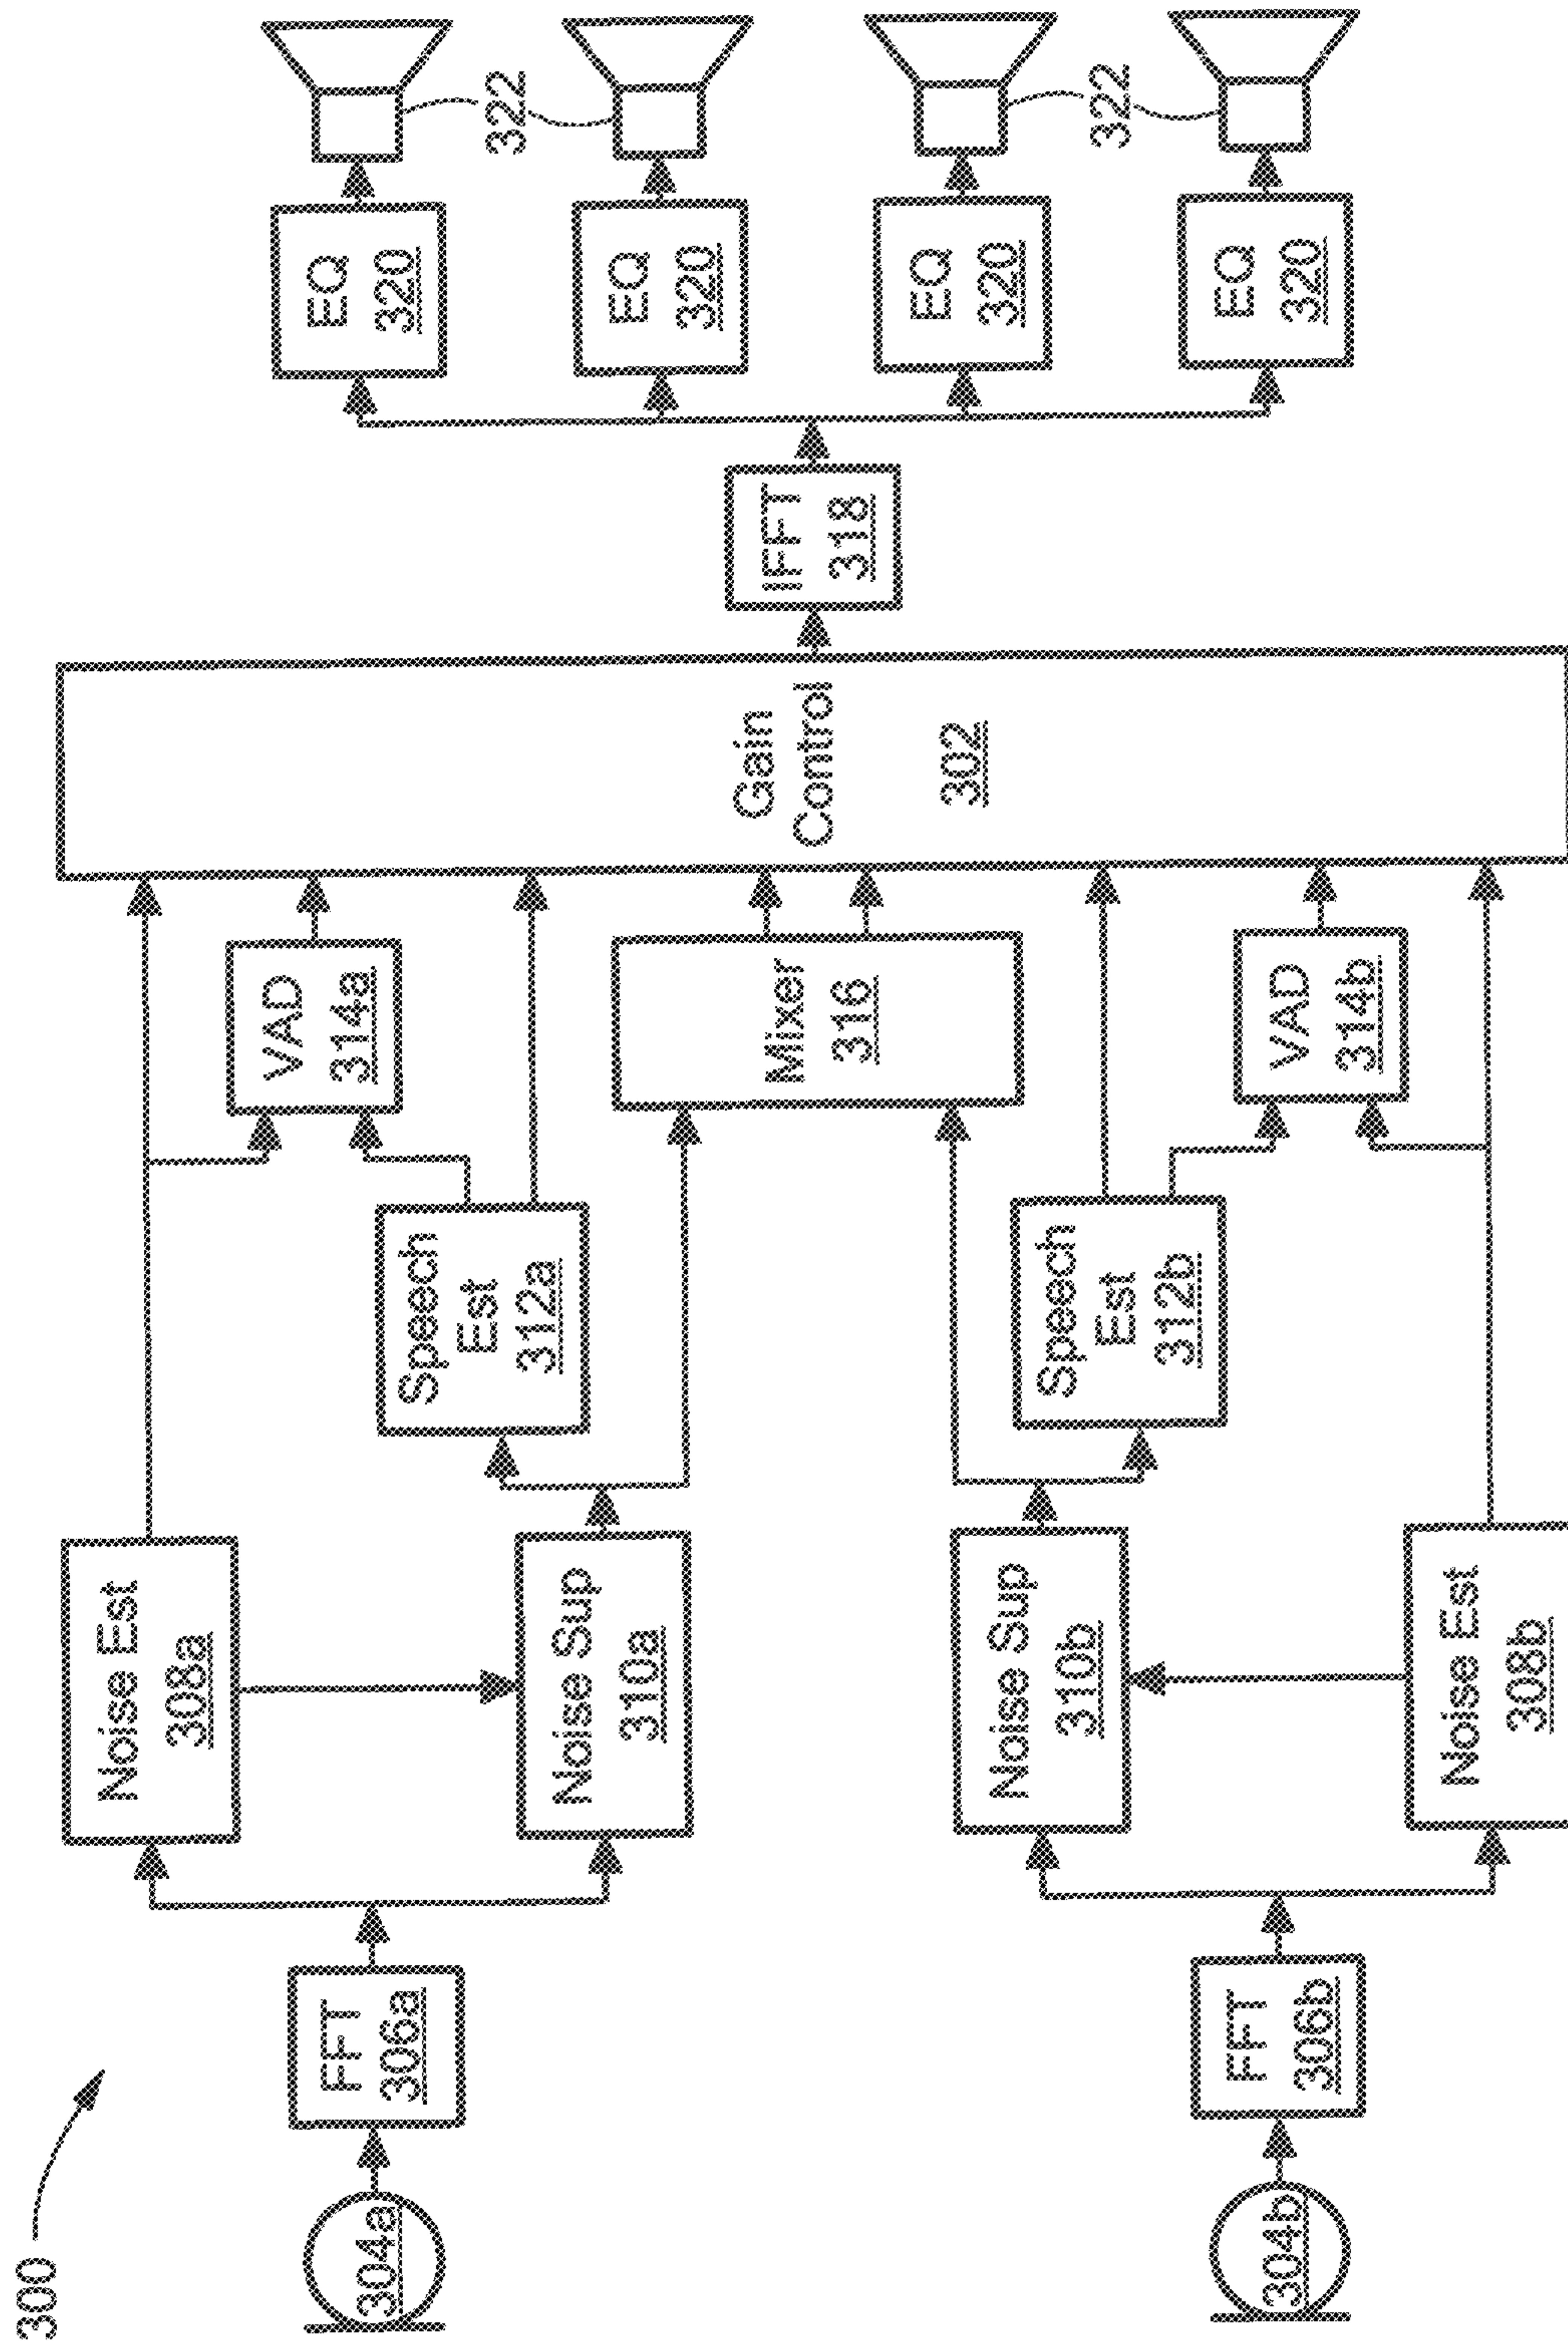 300
304a
FFT
306a
Noise Est
308a
Noise Sup
310a
Speech
Est
312a
VAD
314a
304b
FFT
306b
Noise Sup
310b
Noise Est
308b
Speech
Est
312b
VAD
314b
Mixer
316
Gain
Control
302
IFFT
318
EQ
320
EQ
320
EQ
320
EQ
320
322
322